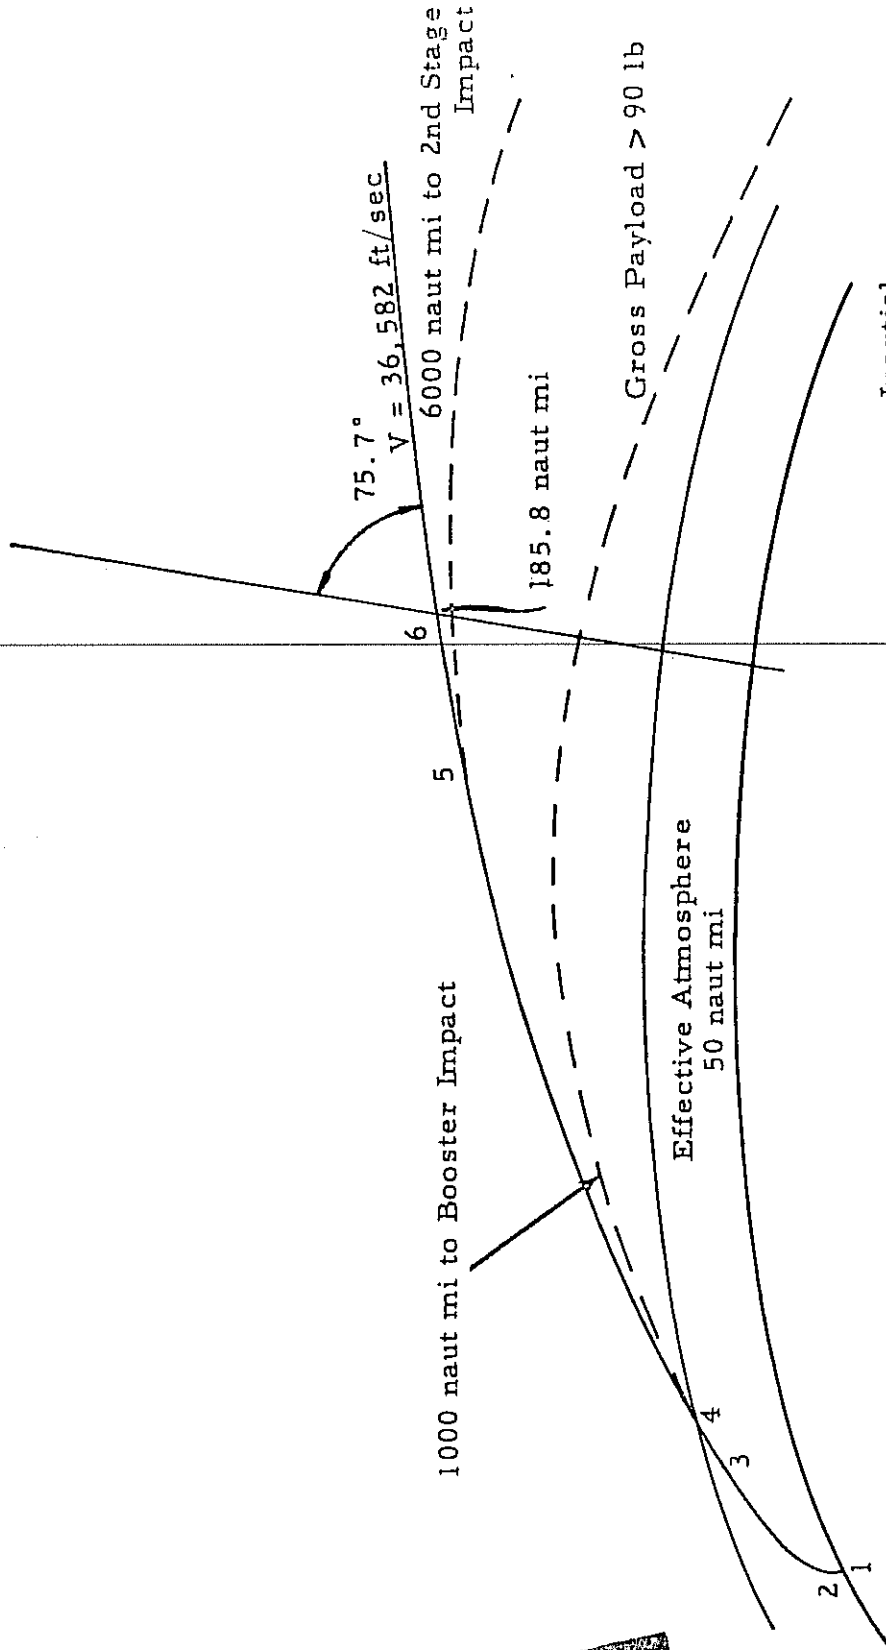 75.7°
V = 36,582 ft/sec
6000 naut mi to 2nd Stage
Impact
6
185.8 naut mi
5
Gross Payload > 90 lb
1000 naut mi to Booster Impact
Effective Atmosphere
50 naut mi
4
3
2
1